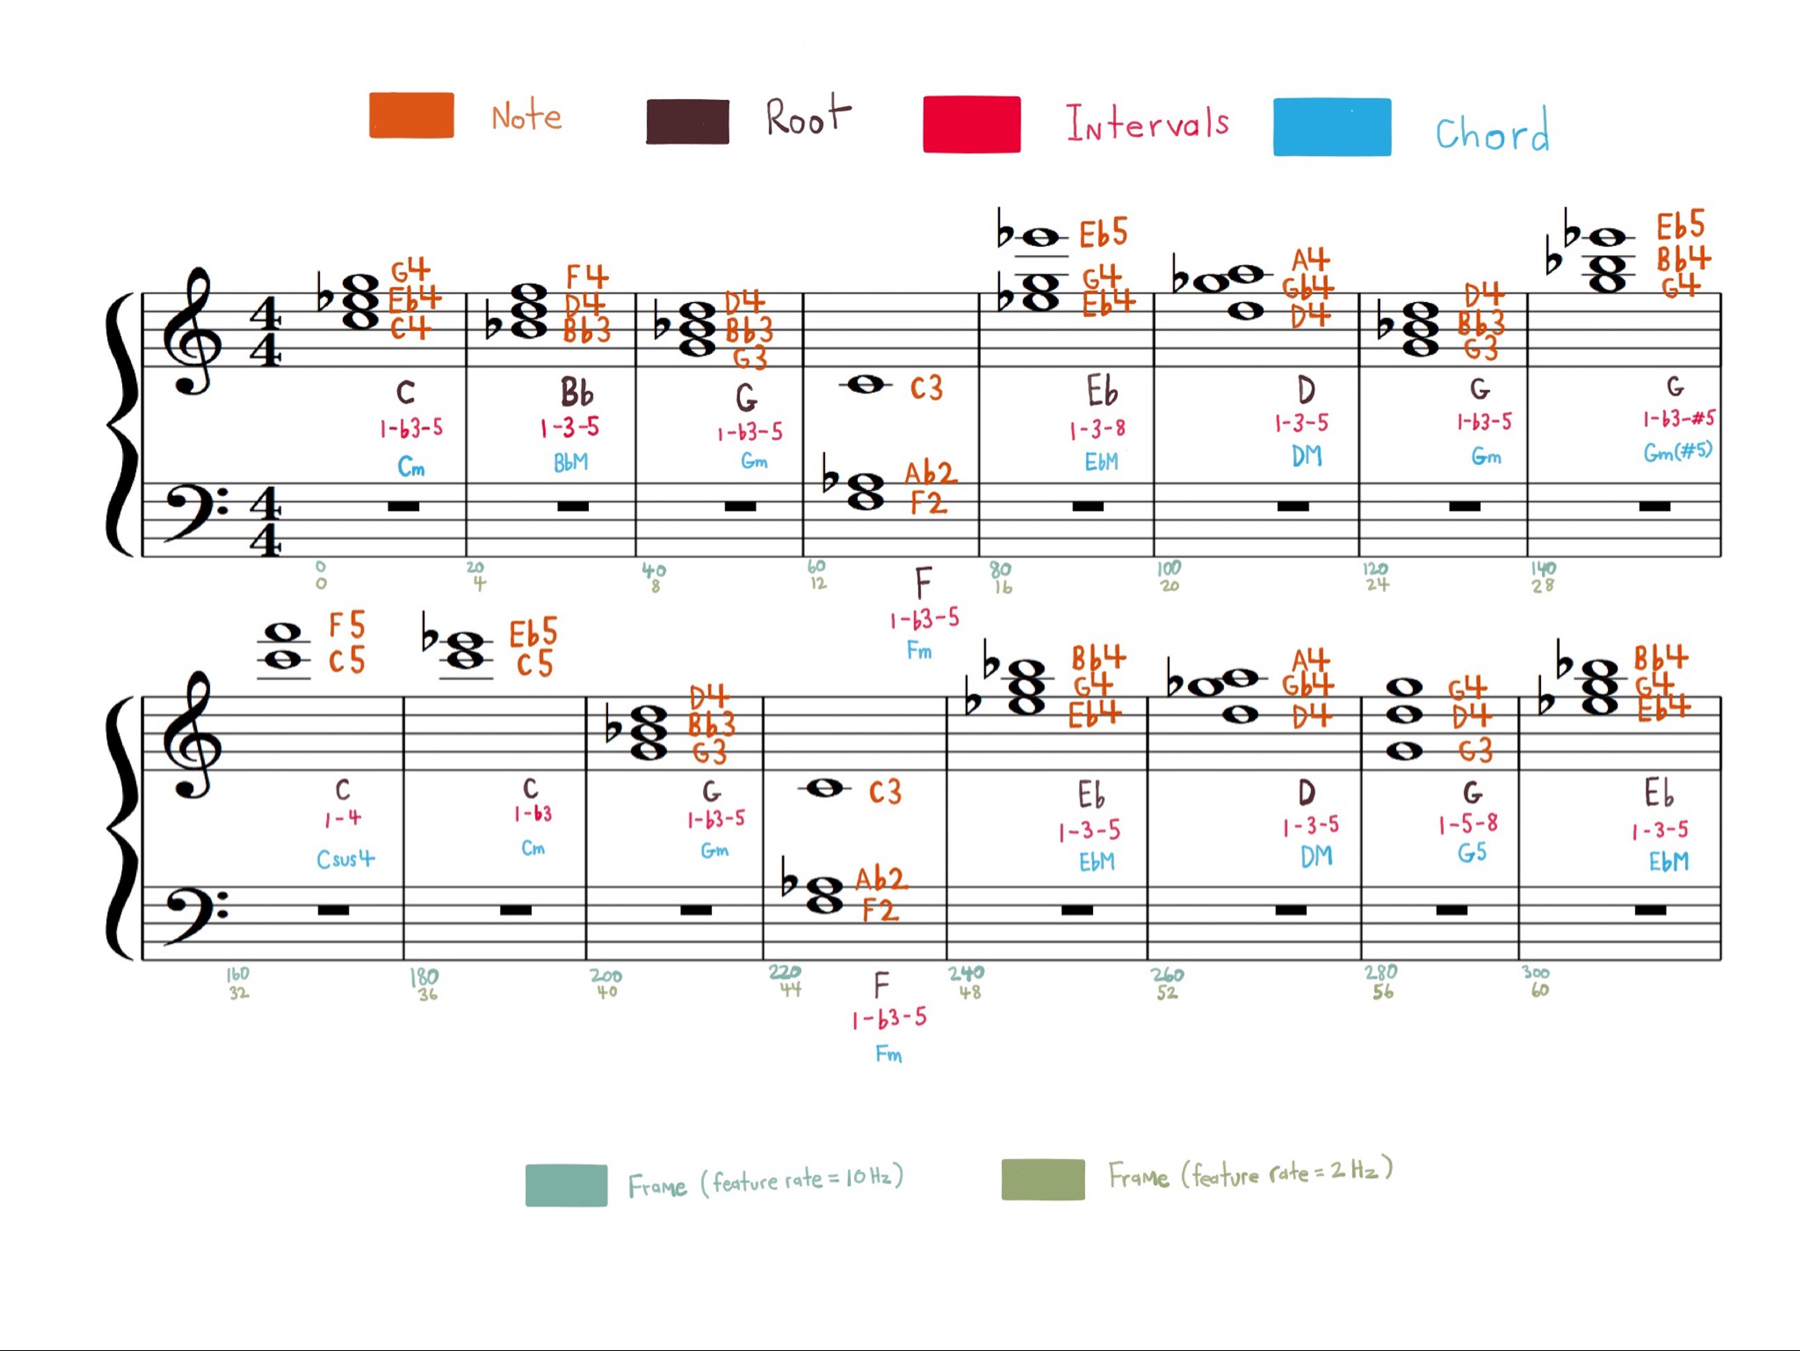 Note Root Intervals Chord
Eb5
G4
Eb4
Eb5
Bb4
G4
G4
Eb4
C4
F4
D4
Bb3
D4
Bb3
G3
C3
A4
Gb4
D4
D4
Bb3
G3
4 4
C Bb G Eb D G G
1-b3-5 1-3-5 1-b3-5 1-3-8 1-3-5 1-b3-5 1-b3-#5
Cm BbM Gm EbM DM Gm Gm(#5)
Ab2
F2
4 4
0 20 40 60 80 100 120 140
0 4 8 12 16 20 24 28
F
1-b3-5
Fm
F5
C5
Eb5
C5
D4
Bb3
G3
C3
Bb4
G4
Eb4
A4
Gb4
D4
G4
D4
G3
Bb4
G4
Eb4
C C G Eb D G Eb
1-4 1-b3 1-b3-5 1-3-5 1-3-5 1-5-8 1-3-5
Csus4 Cm Gm EbM DM G5 EbM
Ab2
F2
160 180 200 220 240 260 280 300
32 36 40 44 48 52 56 60
F
1-b3-5
Fm
Frame (feature rate = 10 Hz) Frame (feature rate = 2 Hz)